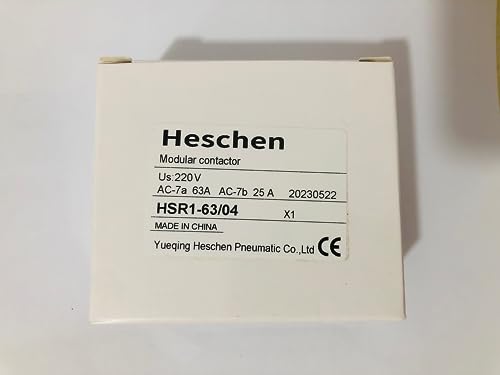 Heschen
Modular contactor
Us:220V
AC-7a 63A AC-7b 25 A 20230522
HSR1-63/04 X1
MADE IN CHINA
Yueqing Heschen Pneumatic Co.,Ltd CE